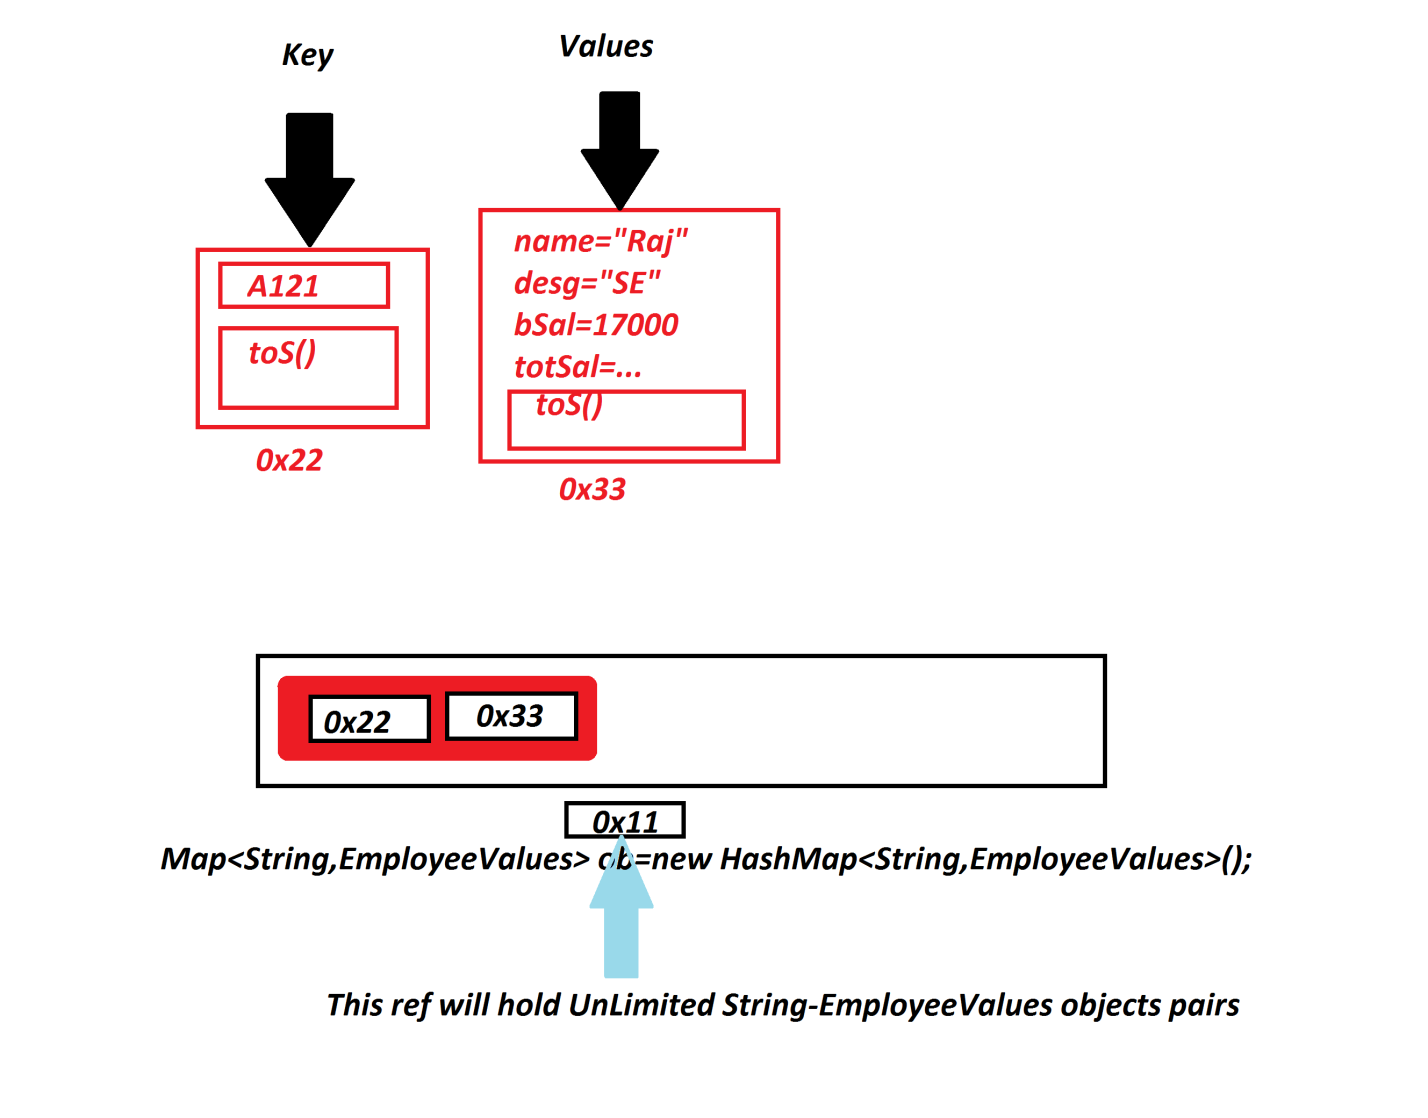 Key
Values
A121
toS()
0x22
name="Raj"
desg="SE"
bSal=17000
totSal=...
toS()
0x33
0x22
0x33
0x11
Map<String,EmployeeValues> ob=new HashMap<String,EmployeeValues>();
This ref will hold UnLimited String-EmployeeValues objects pairs